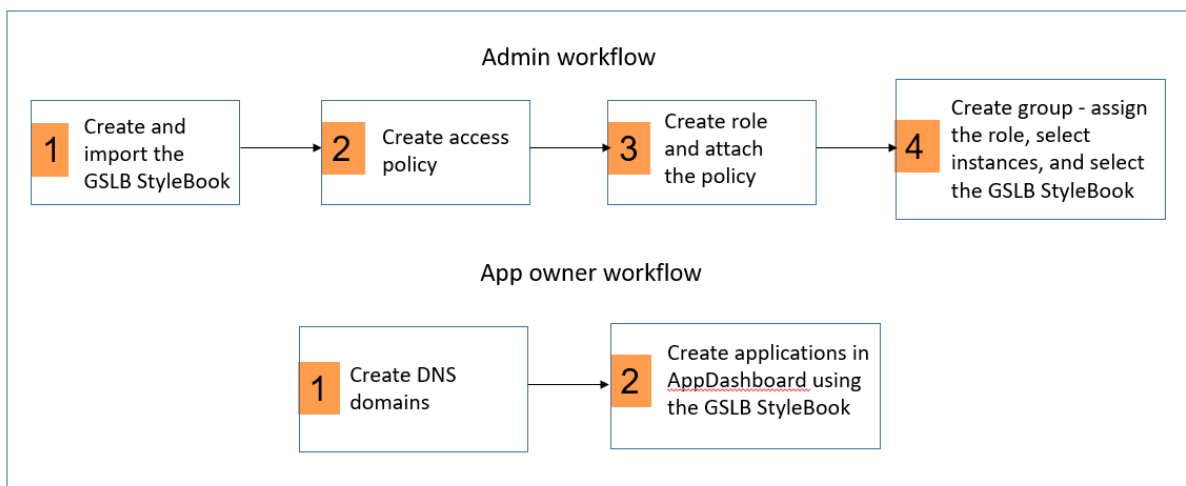 Admin workflow
1
Create and
import the
GSLB StyleBook
2
Create access
policy
3
Create role
and attach
the policy
4
Create group - assign
the role, select
instances, and select
the GSLB StyleBook
App owner workflow
1
Create DNS
domains
2
Create applications in
AppDashboard using
the GSLB StyleBook